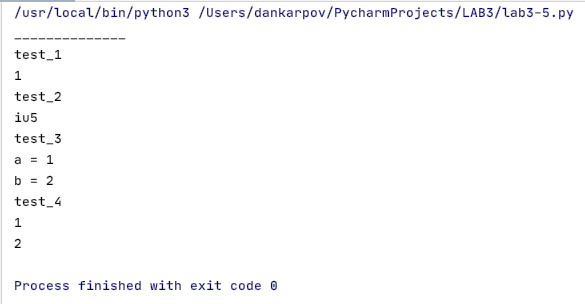 /usr/local/bin/python3 /Users/dankarpov/PycharmProjects/LAB3/lab3-5.py
______________
test_1
1
test_2
iu5
test_3
a = 1
b = 2
test_4
1
2
Process finished with exit code 0